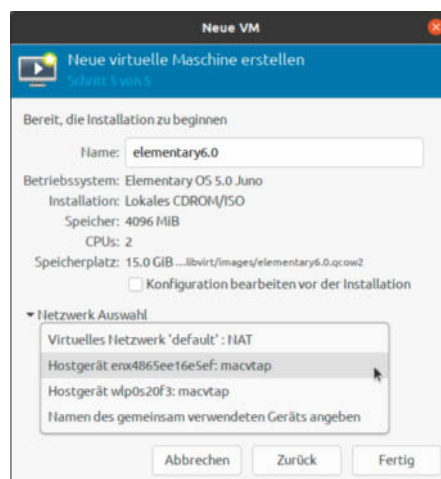 Neue VM
Neue virtuelle Maschine erstellen
Schritt 5 von 5
Bereit, die Installation zu beginnen
Name: elementary6.0
Betriebssystem: Elementary OS 5.0 Juno
Installation: Lokales CDROM/ISO
Speicher: 4096 MiB
CPUs: 2
Speicherplatz: 15.0 GiB ...libvirt/images/elementary6.0.qcow2
Konfiguration bearbeiten vor der Installation
Netzwerk Auswahl
Virtuelles Netzwerk 'default' : NAT
Hostgerät enx4865ee16e5ef: macvtap
Hostgerät wlp0s20f3: macvtap
Namen des gemeinsam verwendeten Geräts angeben
Abbrechen Zurück Fertig